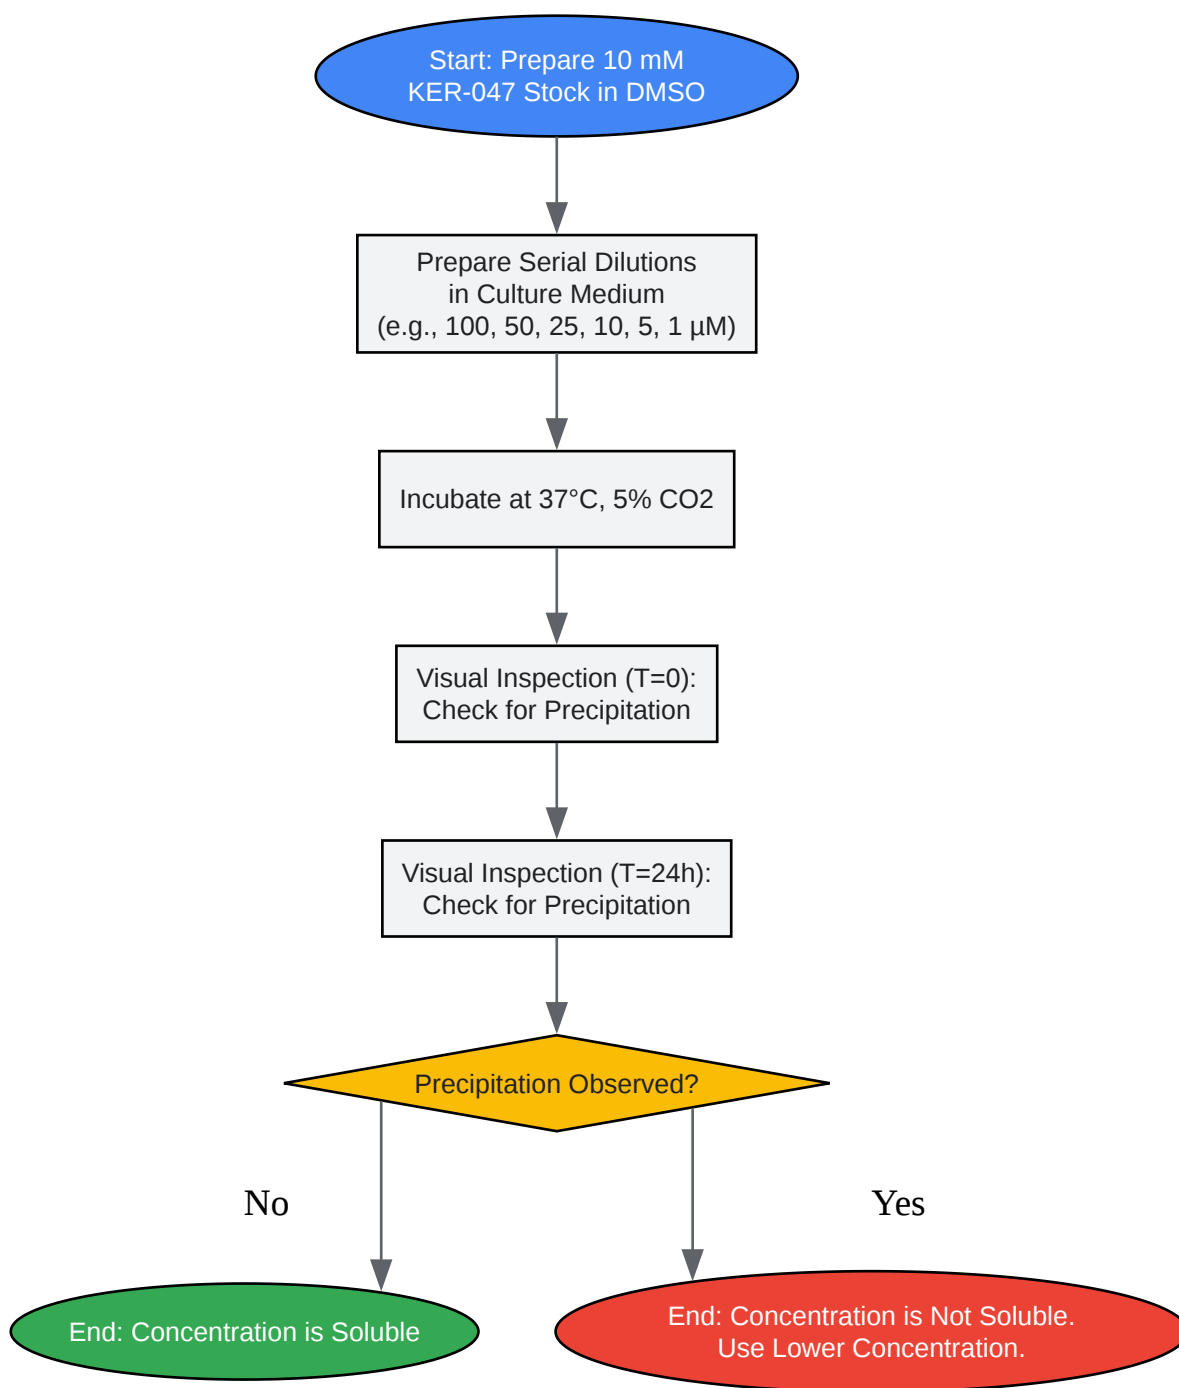 Start: Prepare 10 mM
KER-047 Stock in DMSO
Prepare Serial Dilutions
in Culture Medium
(e.g., 100, 50, 25, 10, 5, 1 µM)
Incubate at 37°C, 5% CO2
Visual Inspection (T=0):
Check for Precipitation
Visual Inspection (T=24h):
Check for Precipitation
Precipitation Observed?
No
Yes
End: Concentration is Soluble
End: Concentration is Not Soluble.
Use Lower Concentration.